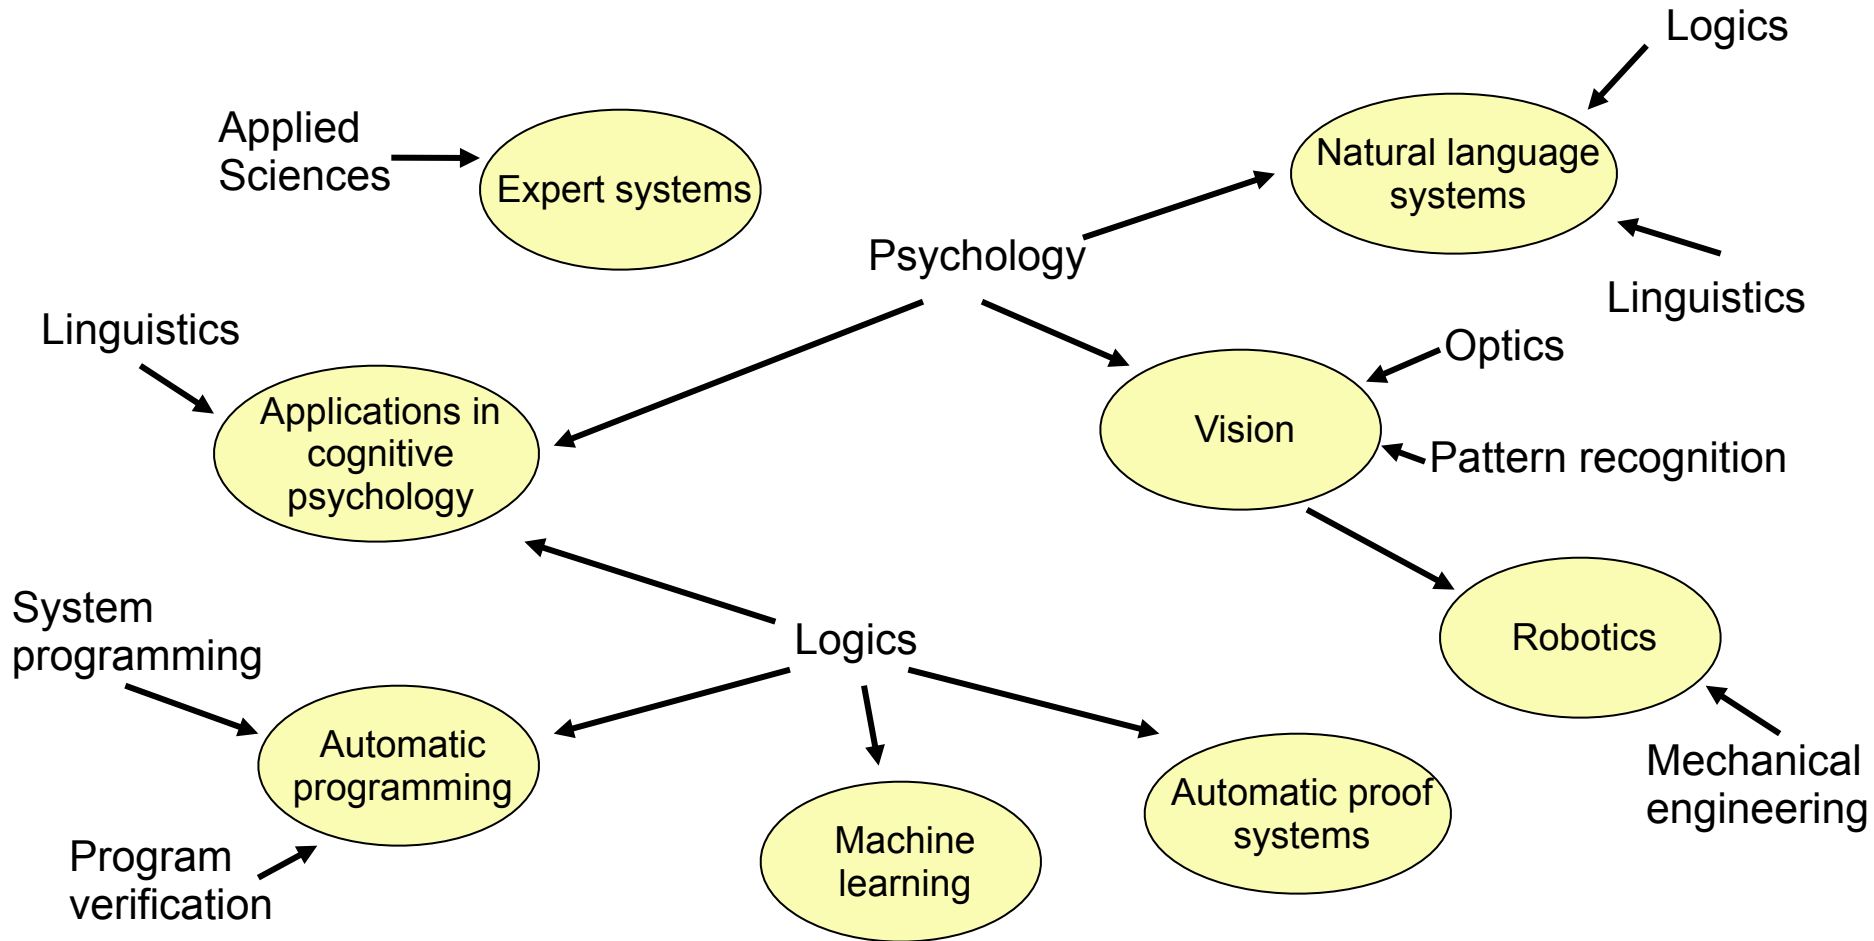 Logics
Applied
Sciences
Expert systems
Natural language
systems
Psychology
Linguistics
Linguistics
Optics
Applications in
cognitive
psychology
Vision
Pattern recognition
System
programming
Logics
Robotics
Automatic
programming
Mechanical
engineering
Automatic proof
systems
Machine
learning
Program
verification